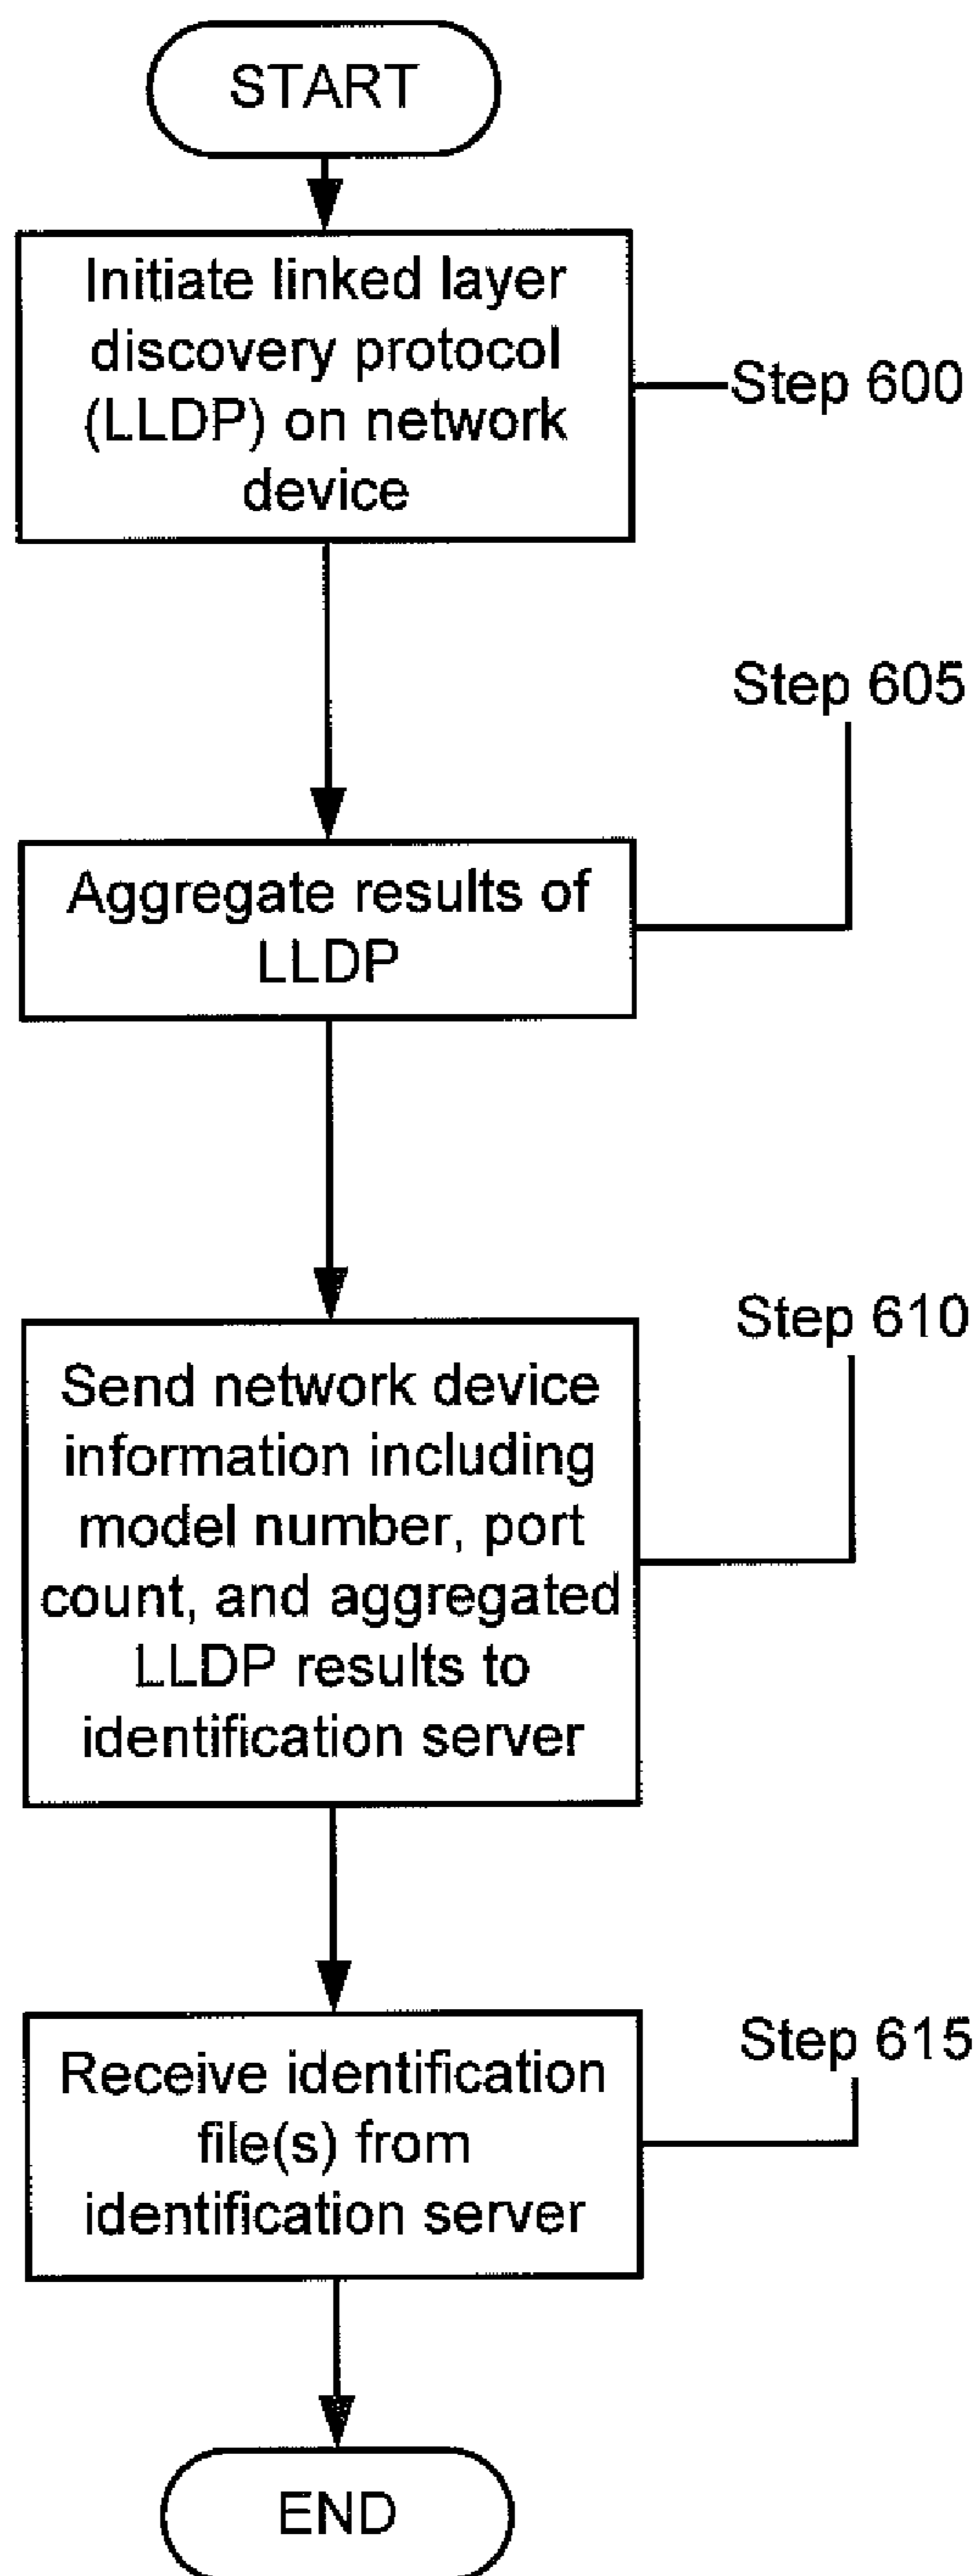 START
Initiate linked layer
discovery protocol
(LLDP) on network
device
Step 600
Step 605
Aggregate results of
LLDP
Step 610
Send network device
information including
model number, port
count, and aggregated
LLDP results to
identification server
Step 615
Receive identification
file(s) from
identification server
END